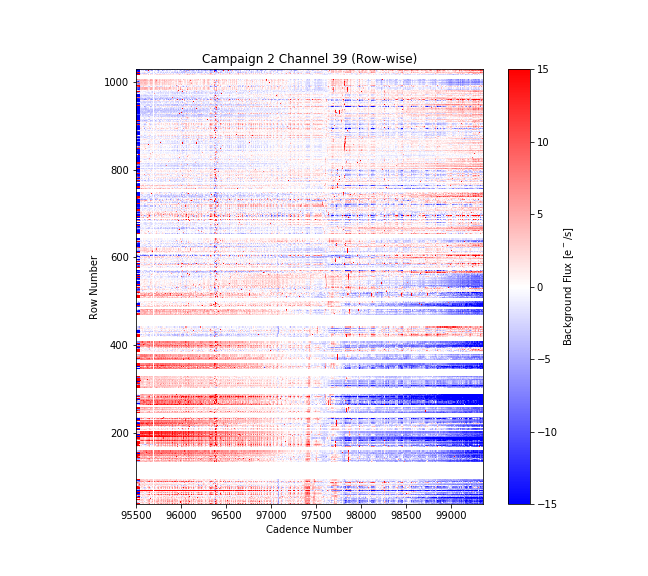 Campaign 2 Channel 39 (Row-wise)
1000
800
600
400
200
Row Number
95500 96000 96500 97000 97500 98000 98500 99000
Cadence Number
15
10
5
0
−5
−10
−15
Background Flux [e⁻/s]